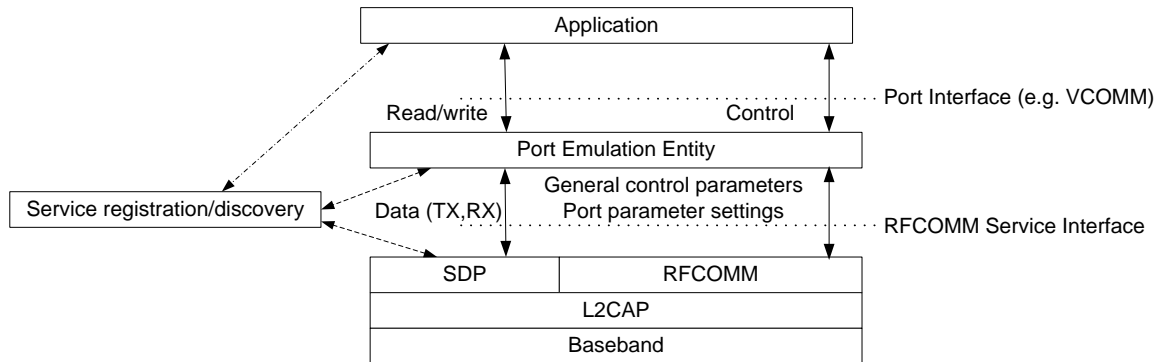 Application
Port Interface (e.g. VCOMM)
Read/write
Control
Port Emulation Entity
General control parameters
Service registration/discovery
Data (TX,RX)
Port parameter settings
RFCOMM Service Interface
SDP
RFCOMM
L2CAP
Baseband